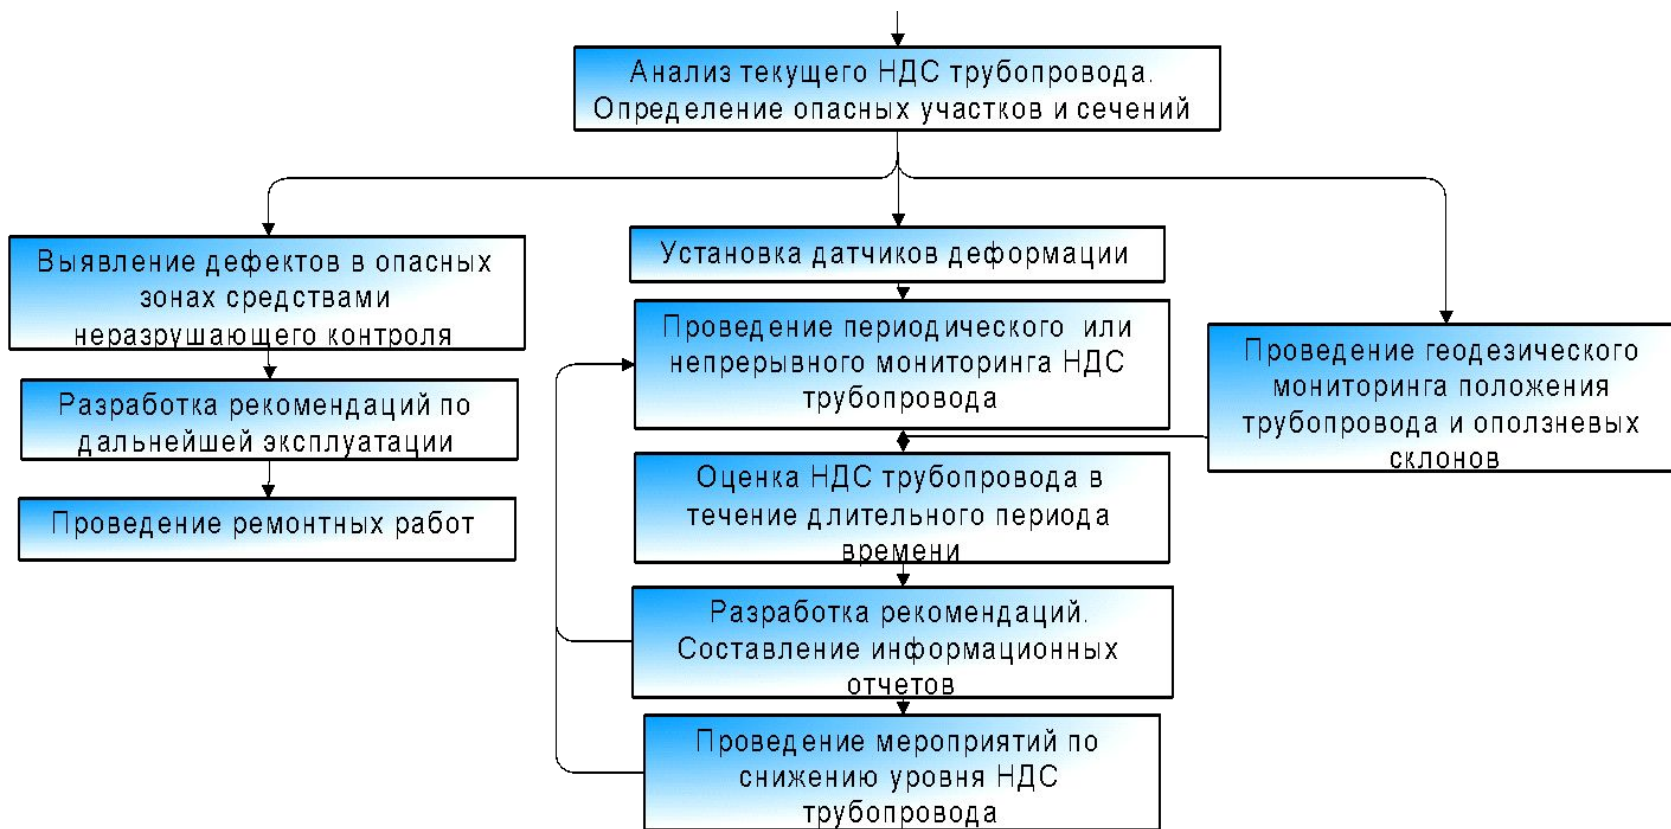 Анализ текущего НДС трубопровода.
Определение опасных участков и сечений
Выявление дефектов в опасных
зонах средствами
неразрушающего контроля
Разработка рекомендаций по
дальнейшей эксплуатации
Проведение ремонтных работ
Установка датчиков деформации
Проведение периодического или
непрерывного мониторинга НДС
трубопровода
Оценка НДС трубопровода в
течение длительного периода
времени
Разработка рекомендаций.
Составление информационных
отчетов
Проведение мероприятий по
снижению уровня НДС
трубопровода
Проведение геодезического
мониторинга положения
трубопровода и оползневых
склонов